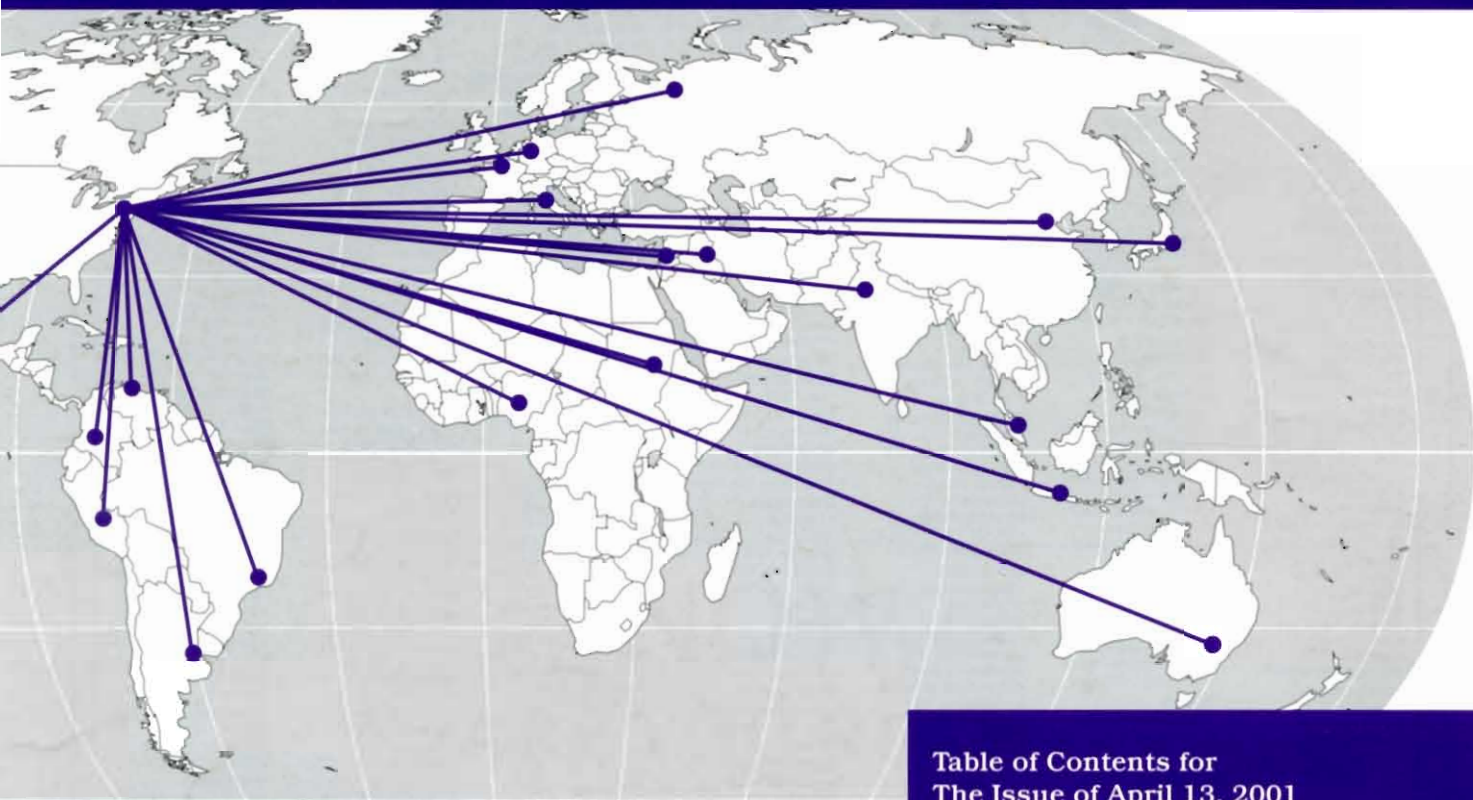 Table of Contents for
The Issue of April 13, 2001